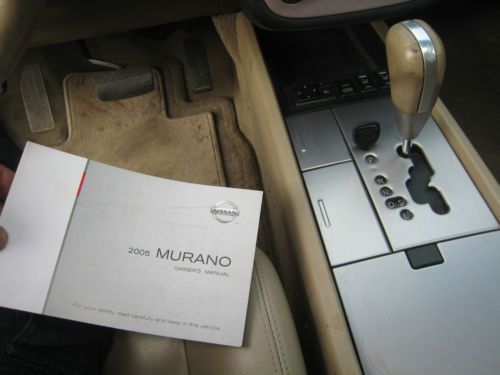 NISSAN
2005 MURANO
OWNER'S MANUAL
For your safety, read carefully and keep in this vehicle
P
R
N
D,S